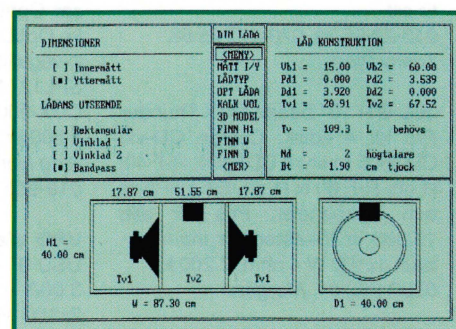 DIMENSIONER
[ ] Innermått
[■] Yttermått
LÅDANS UTSEENDE
[ ] Rektangulär
[ ] Vinklad 1
[ ] Vinklad 2
[■] Bandpass
DIM LÅDA
<MENY>
MÅTT I/Y
LÅDTYP
OPT LÅDA
KALK VOL
3D MODEL
FINN H1
FINN W
FINN D
<MER>
LÅD KONSTRUKTION
Vb1 = 15.00 Vb2 = 60.00
Pd1 = 0.000 Pd2 = 3.539
Dd1 = 3.920 Dd2 = 0.000
Tv1 = 20.91 Tv2 = 67.52
Tv = 109.3 L behövs
Nd = 2 högtalare
Bt = 1.90 cm tjock
17.87 cm 51.55 cm 17.87 cm
H1 =
40.00 cm
Tv1 Tv2 Tv1
W = 87.30 cm
D1 = 40.00 cm